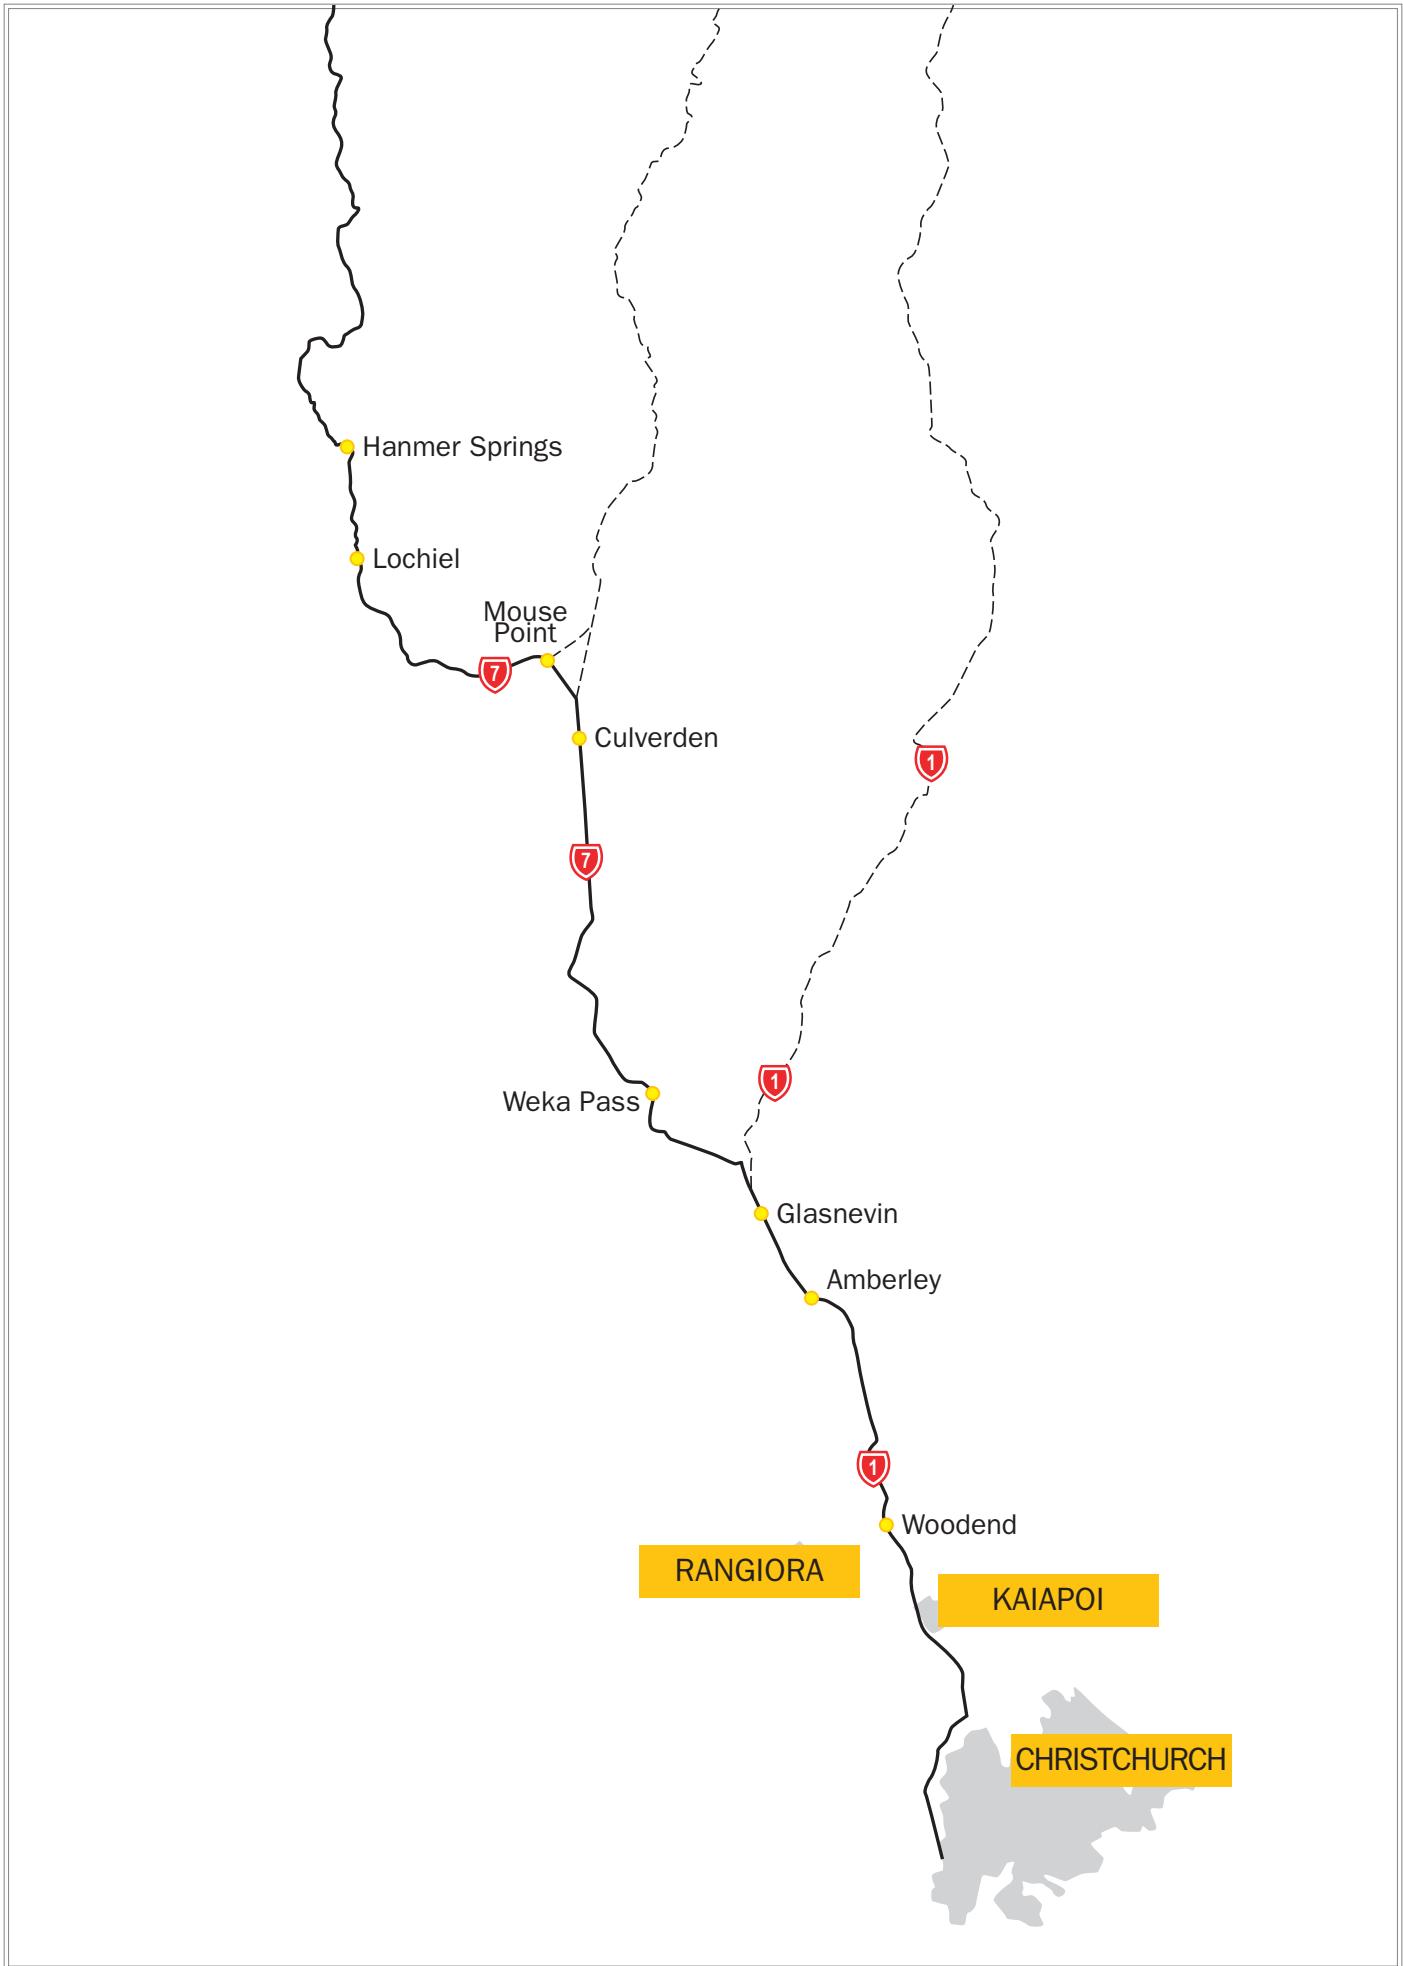 Hanmer Springs
Lochiel
Mouse
Point
7
Culverden
1
7
1
Weka Pass
Glasnevin
Amberley
1
Woodend
RANGIORA
KAIAPOI
CHRISTCHURCH